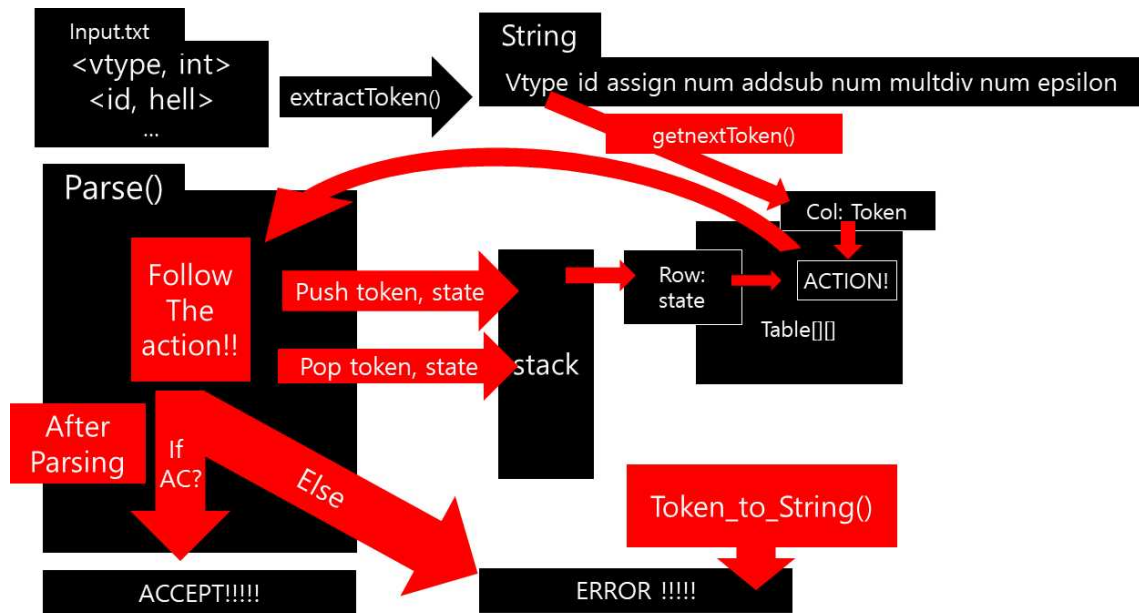 Input.txt
<vtype, int>
<id, hell>
...
extractToken()
String
Vtype id assign num addsub num multdiv num epsilon
getnextToken()
Parse()
Col: Token
Follow
The
action!!
Push token, state
Pop token, state
stack
Row:
state
ACTION!
Table[][]
After
Parsing
If
AC?
Else
Token_to_String()
ACCEPT!!!!!
ERROR !!!!!